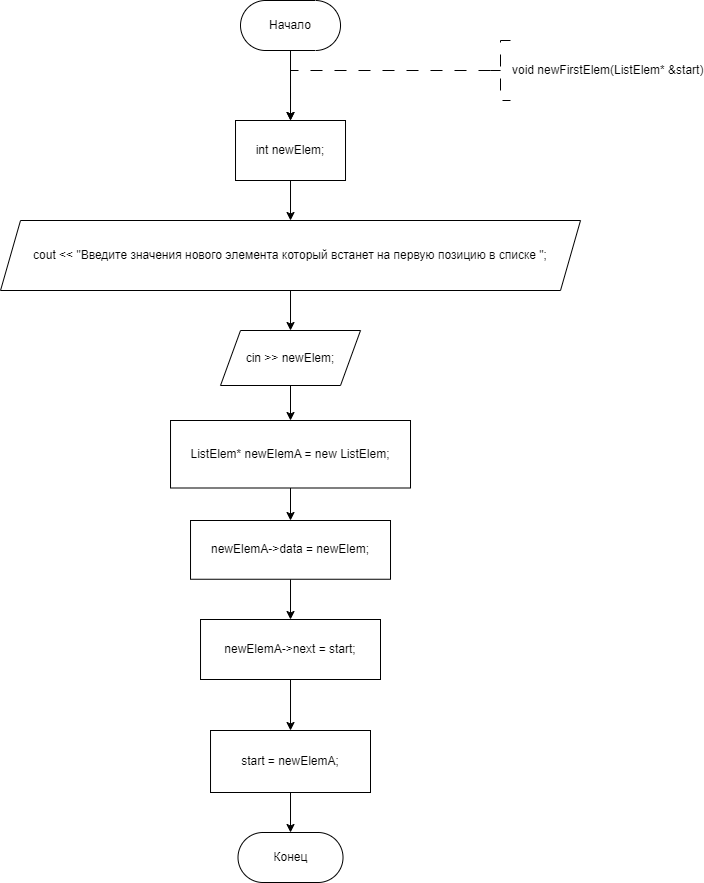 Начало
void newFirstElem(ListElem* &start)
int newElem;
cout << "Введите значения нового элемента который встанет на первую позицию в списке ";
cin >> newElem;
ListElem* newElemA = new ListElem;
newElemA->data = newElem;
newElemA->next = start;
start = newElemA;
Конец